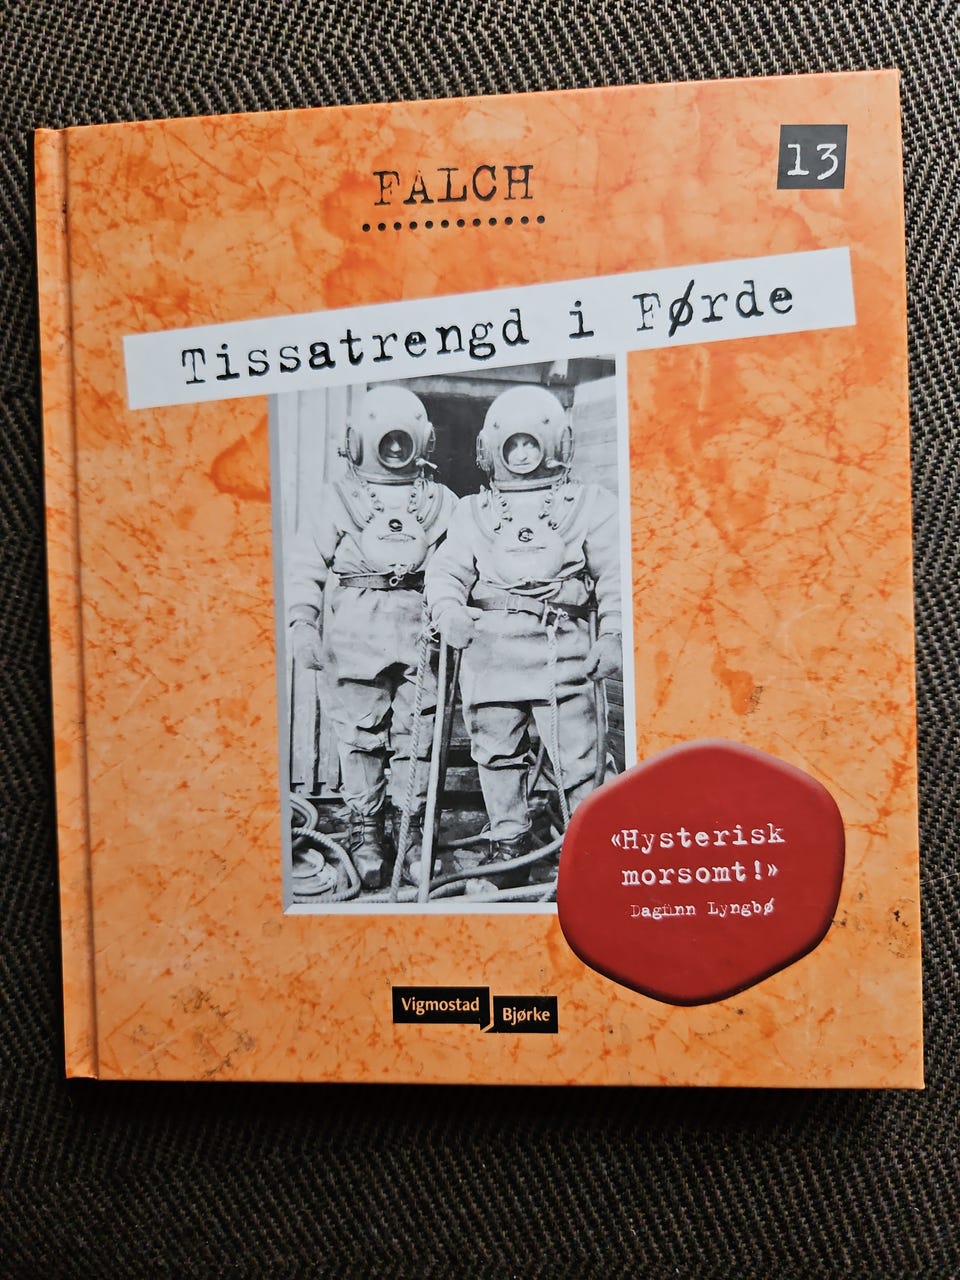 13
FALCH
Tissatrengd i Førde
«Hysterisk
morsomt!»
Dagfinn Lyngbø
Vigmostad
Bjørke